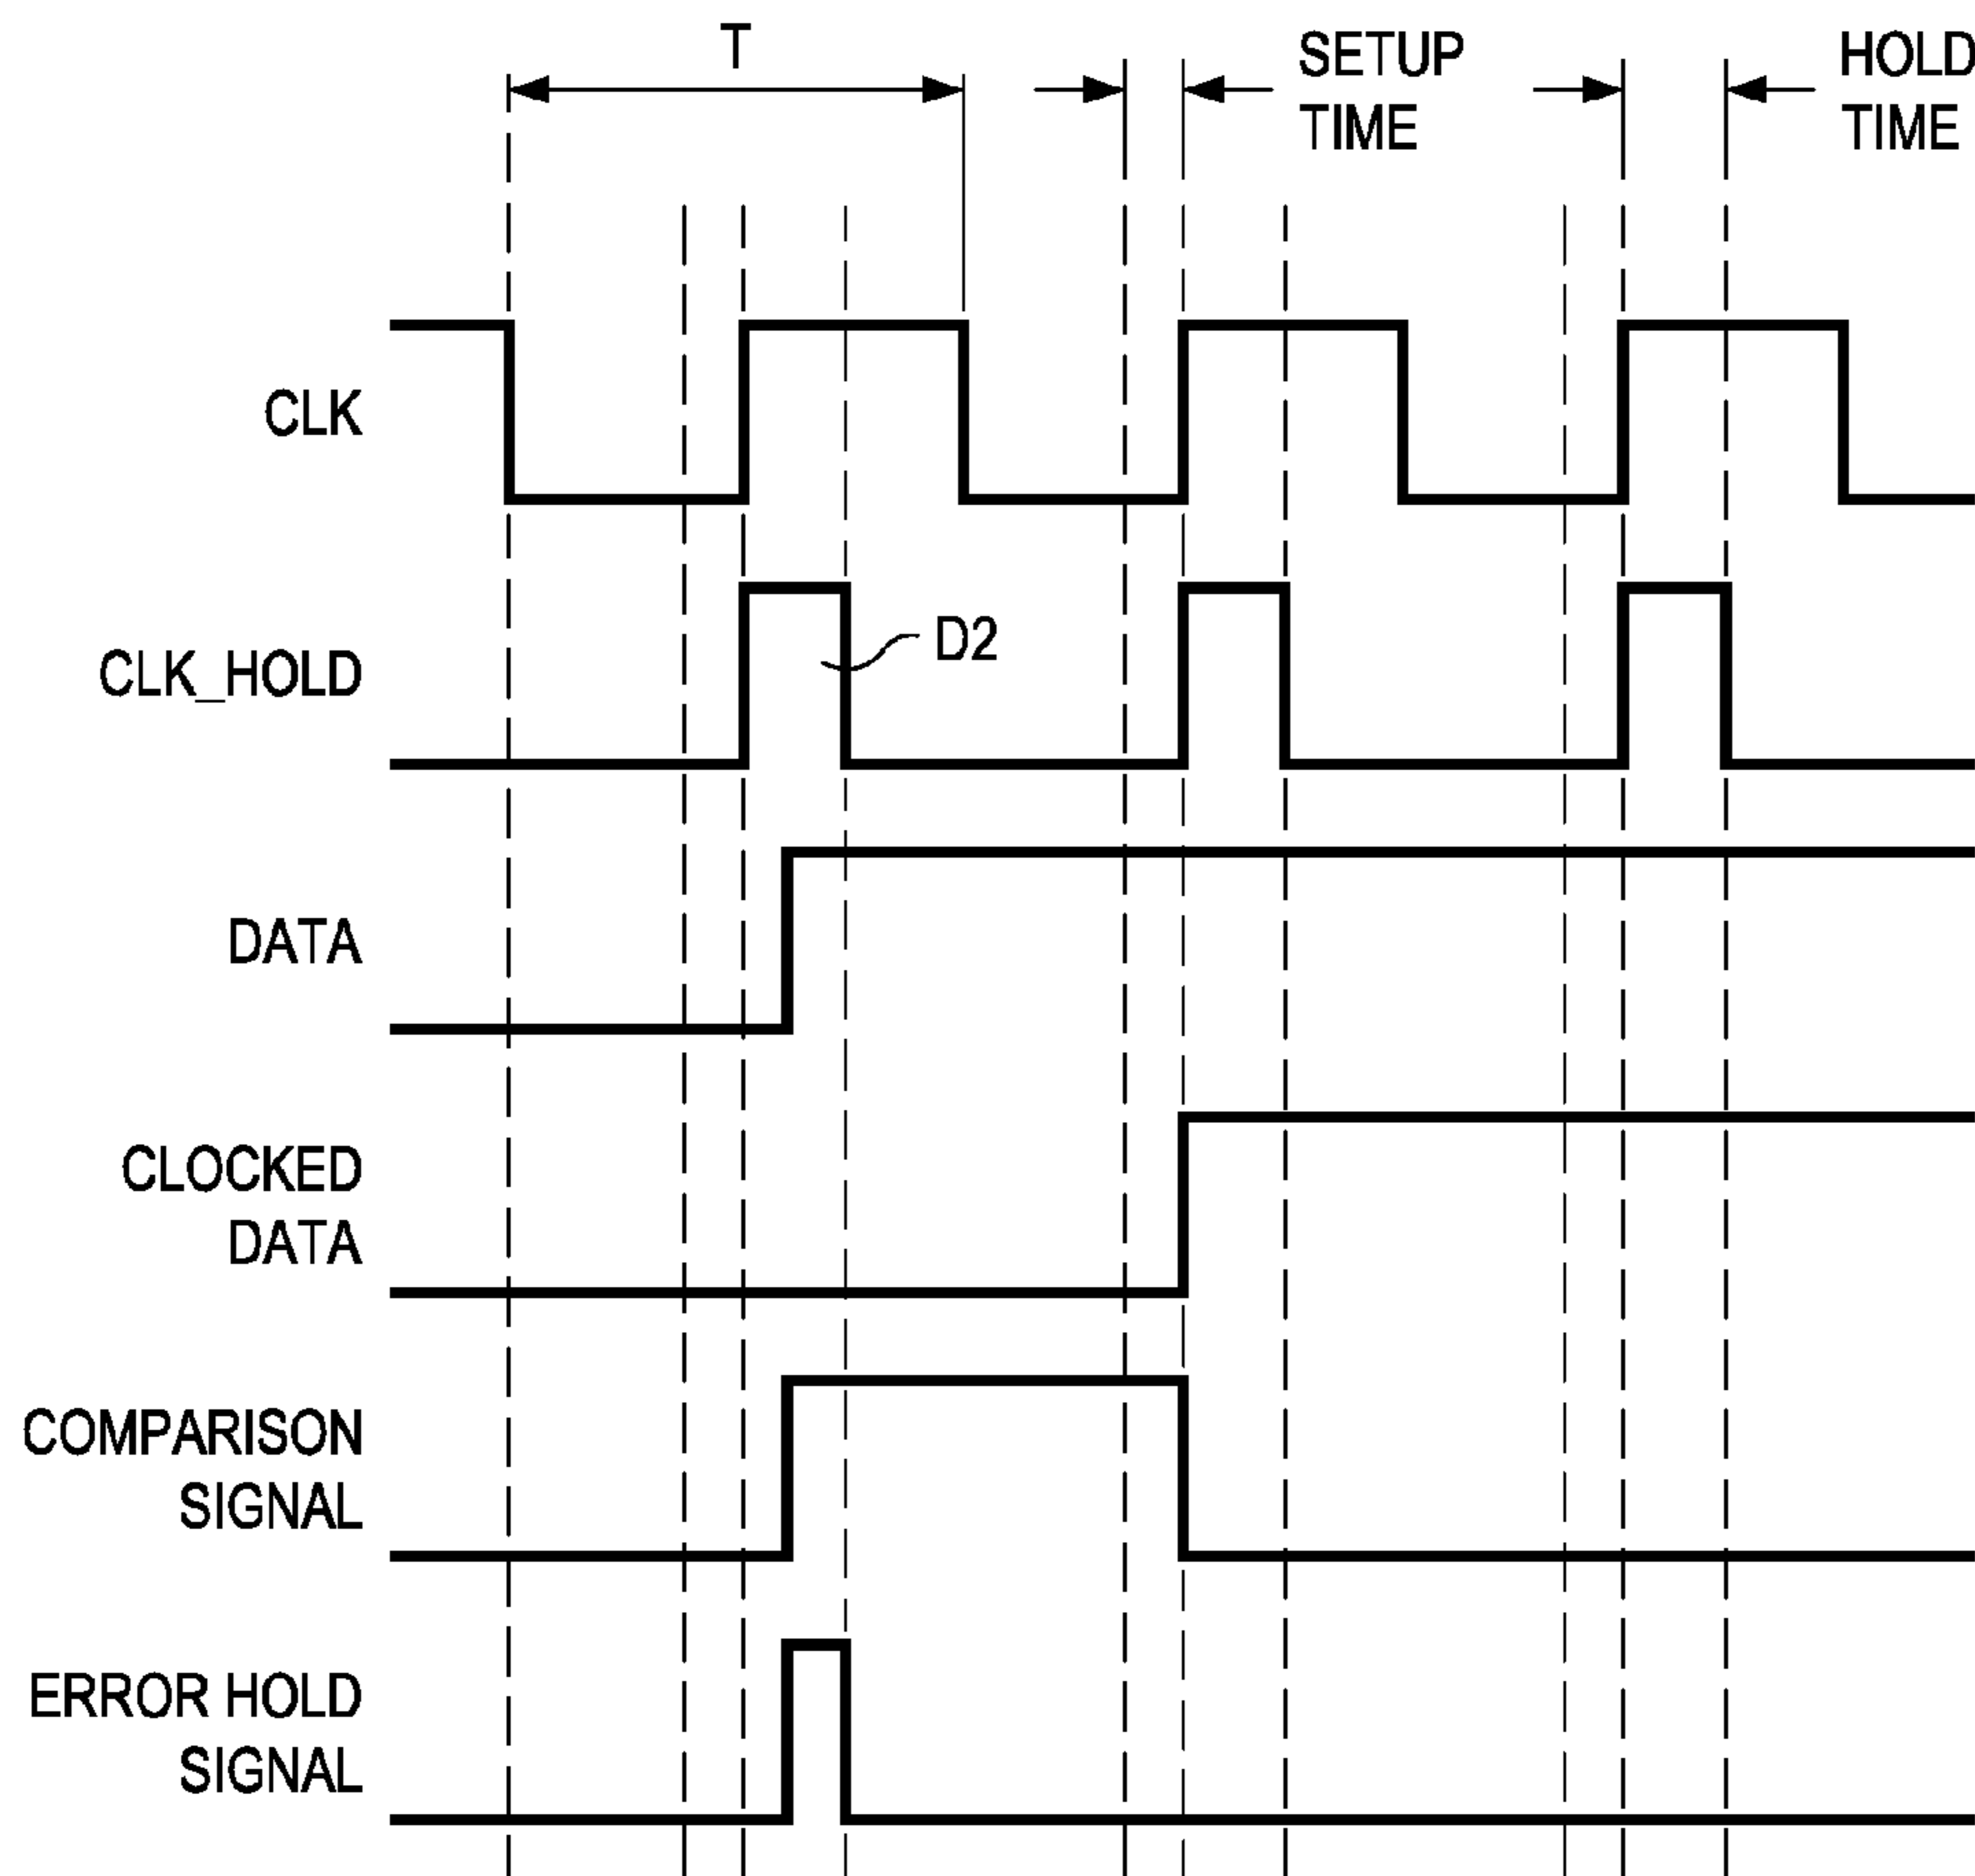 T
SETUP
TIME
HOLD
TIME
CLK
CLK_HOLD
D2
DATA
CLOCKED
DATA
COMPARISON
SIGNAL
ERROR HOLD
SIGNAL